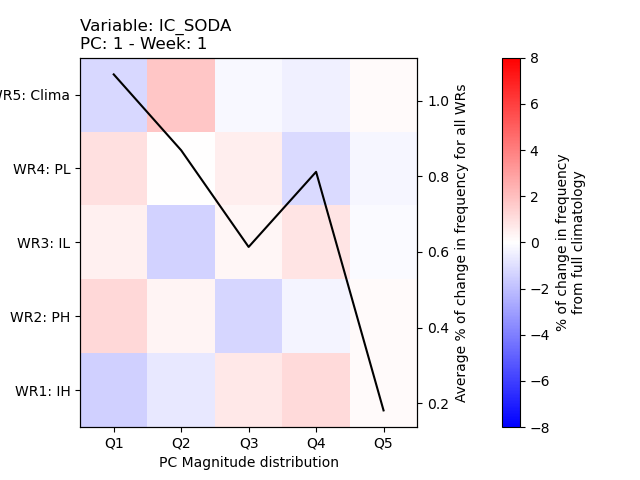 Variable: IC_SODA
PC: 1 - Week: 1
R5: Clima
WR4: PL
WR3: IL
WR2: PH
WR1: IH
Q1 Q2 Q3 Q4 Q5
PC Magnitude distribution
1.0
0.8
0.6
0.4
0.2
Average % of change in frequency for all WRs
8
6
4
2
0
−2
−4
−6
−8
% of change in frequency
from full climatology